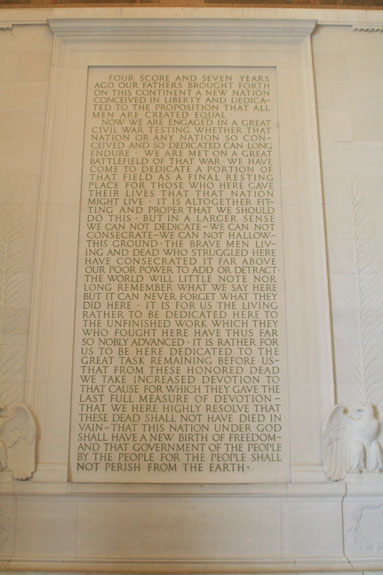 FOUR SCORE AND SEVEN YEARS
AGO OUR FATHERS BROUGHT FORTH
ON THIS CONTINENT A NEW NATION
CONCEIVED IN LIBERTY AND DEDICA-
TED TO THE PROPOSITION THAT ALL
MEN ARE CREATED EQUAL ·
NOW WE ARE ENGAGED IN A GREAT
CIVIL WAR TESTING WHETHER THAT
NATION OR ANY NATION SO CON-
CEIVED AND SO DEDICATED CAN LONG
ENDURE · WE ARE MET ON A GREAT
BATTLEFIELD OF THAT WAR · WE HAVE
COME TO DEDICATE A PORTION OF
THAT FIELD AS A FINAL RESTING
PLACE FOR THOSE WHO HERE GAVE
THEIR LIVES THAT THAT NATION
MIGHT LIVE · IT IS ALTOGETHER FIT-
TING AND PROPER THAT WE SHOULD
DO THIS · BUT IN A LARGER SENSE
WE CAN NOT DEDICATE–WE CAN NOT
CONSECRATE–WE CAN NOT HALLOW–
THIS GROUND · THE BRAVE MEN LIV-
ING AND DEAD WHO STRUGGLED HERE
HAVE CONSECRATED IT FAR ABOVE
OUR POOR POWER TO ADD OR DETRACT ·
THE WORLD WILL LITTLE NOTE NOR
LONG REMEMBER WHAT WE SAY HERE
BUT IT CAN NEVER FORGET WHAT THEY
DID HERE · IT IS FOR US THE LIVING
RATHER TO BE DEDICATED HERE TO
THE UNFINISHED WORK WHICH THEY
WHO FOUGHT HERE HAVE THUS FAR
SO NOBLY ADVANCED · IT IS RATHER FOR
US TO BE HERE DEDICATED TO THE
GREAT TASK REMAINING BEFORE US–
THAT FROM THESE HONORED DEAD
WE TAKE INCREASED DEVOTION TO
THAT CAUSE FOR WHICH THEY GAVE THE
LAST FULL MEASURE OF DEVOTION–
THAT WE HERE HIGHLY RESOLVE THAT
THESE DEAD SHALL NOT HAVE DIED IN
VAIN–THAT THIS NATION UNDER GOD
SHALL HAVE A NEW BIRTH OF FREEDOM–
AND THAT GOVERNMENT OF THE PEOPLE
BY THE PEOPLE FOR THE PEOPLE SHALL
NOT PERISH FROM THE EARTH ·